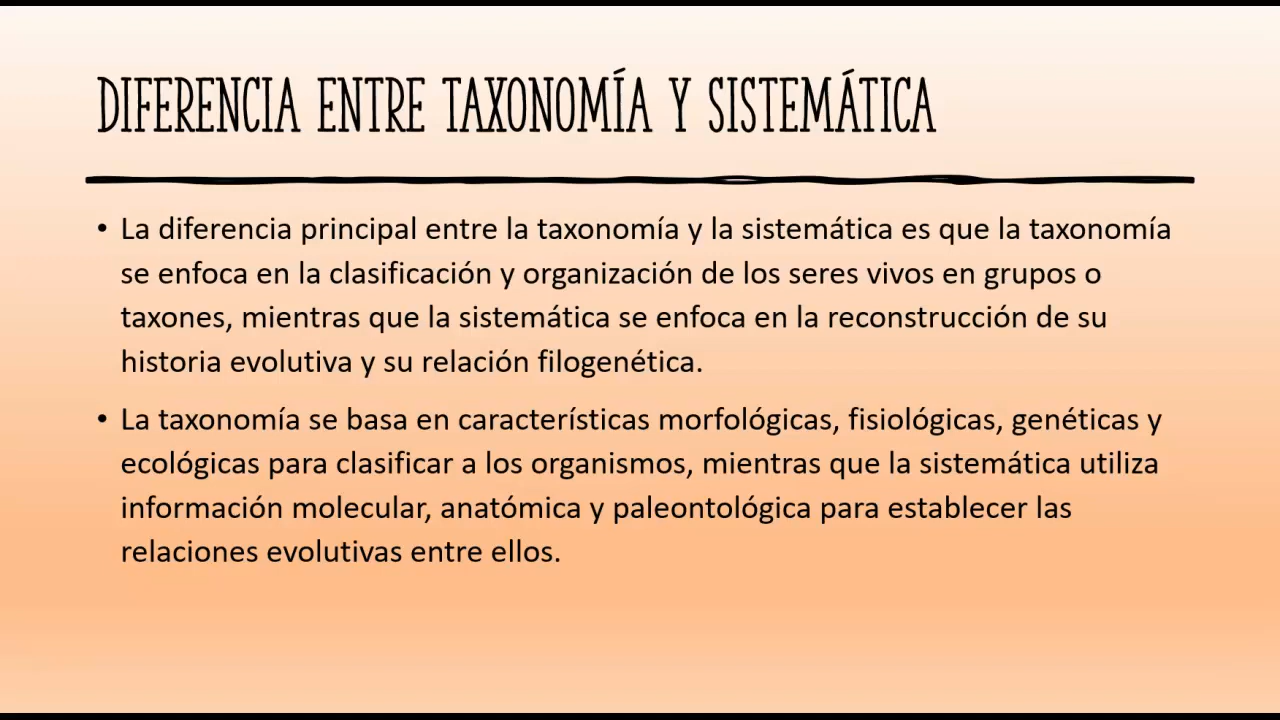 DIFERENCIA ENTRE TAXONOMÍA Y SISTEMÁTICA
• La diferencia principal entre la taxonomía y la sistemática es que la taxonomía
se enfoca en la clasificación y organización de los seres vivos en grupos o
taxones, mientras que la sistemática se enfoca en la reconstrucción de su
historia evolutiva y su relación filogenética.
• La taxonomía se basa en características morfológicas, fisiológicas, genéticas y
ecológicas para clasificar a los organismos, mientras que la sistemática utiliza
información molecular, anatómica y paleontológica para establecer las
relaciones evolutivas entre ellos.